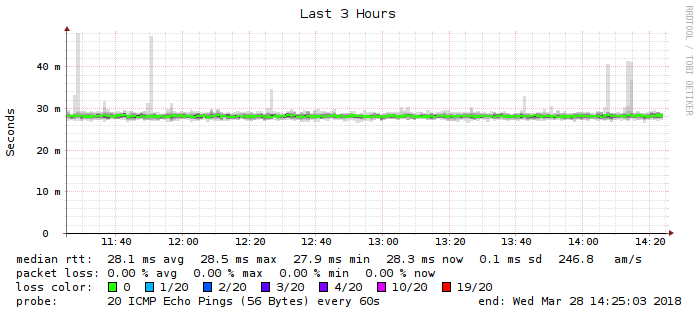 Last 3 Hours
RRDTOOL / TOBI OETIKER
Seconds
40 m
30 m
20 m
10 m
0
11:40 12:00 12:20 12:40 13:00 13:20 13:40 14:00 14:20
median rtt: 28.1 ms avg 28.5 ms max 27.9 ms min 28.3 ms now 0.1 ms sd 246.8 am/s
packet loss: 0.00 % avg 0.00 % max 0.00 % min 0.00 % now
loss color: 0 1/20 2/20 3/20 4/20 10/20 19/20
probe: 20 ICMP Echo Pings (56 Bytes) every 60s end: Wed Mar 28 14:25:03 2018